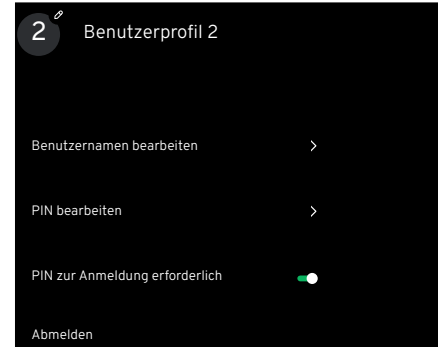 2
Benutzerprofil 2
Benutzernamen bearbeiten
PIN bearbeiten
PIN zur Anmeldung erforderlich
Abmelden